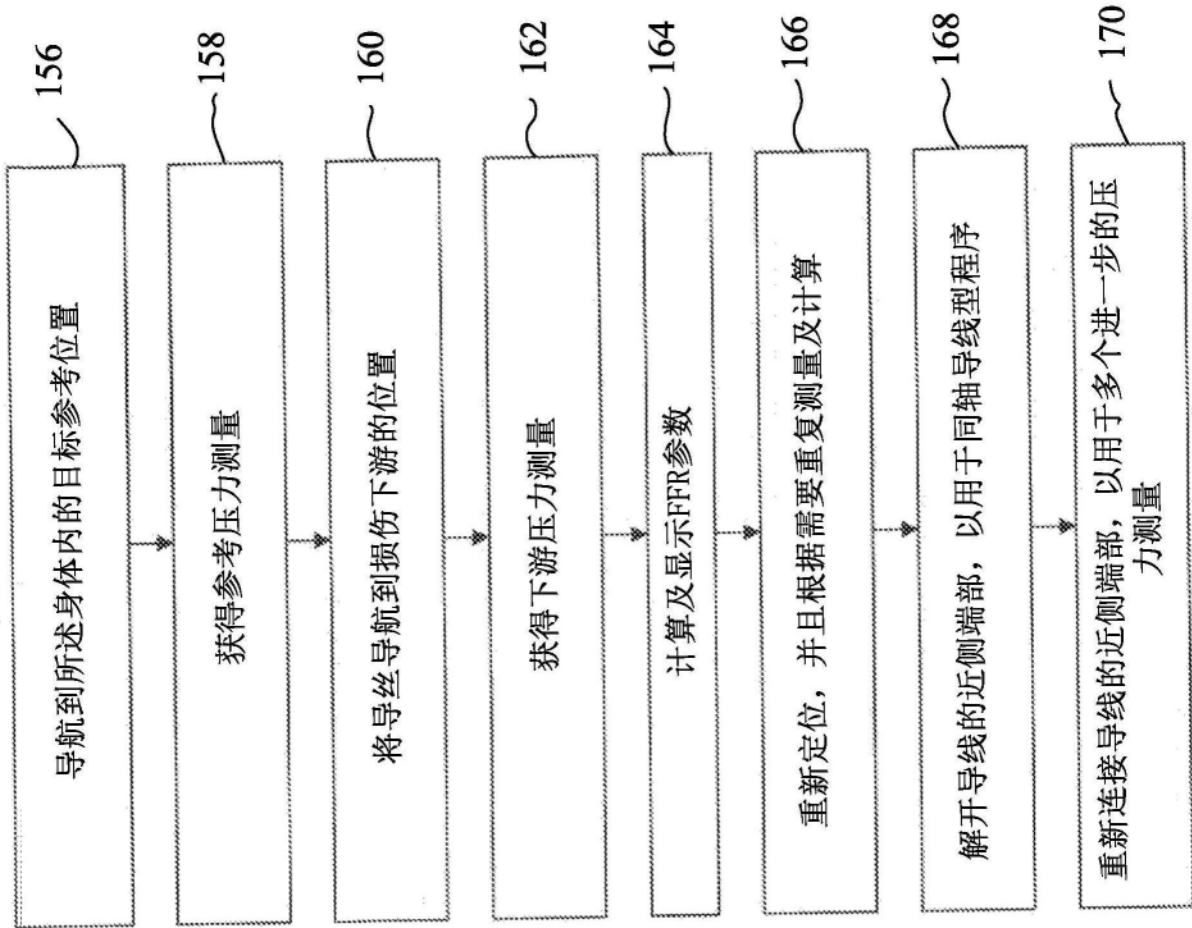 导航到所述身体内的目标参考位置
156
获得参考压力测量
158
将导丝导航到损伤下游的位置
160
获得下游压力测量
162
计算及显示FFR参数
164
重新定位，并且根据需要重复测量及计算
166
解开导线的近侧端部，以用于同轴导线型程序
168
重新连接导线的近侧端部，以用于多个进一步的压
力测量
170